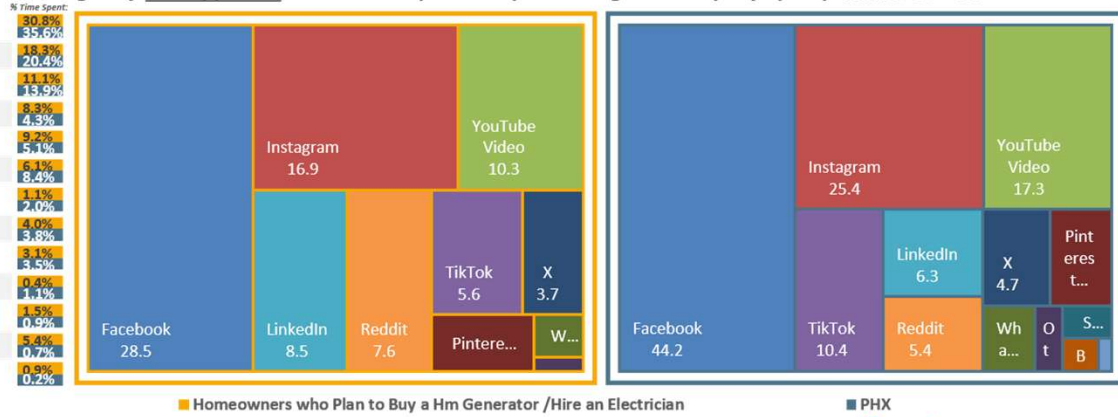 % Time Spent:
30.8%
35.6%
18.3%
20.4%
11.1%
13.9%
8.3%
4.3%
9.2%
5.1%
6.1%
8.4%
1.1%
2.0%
4.0%
3.8%
3.1%
3.5%
0.4%
1.1%
1.5%
0.9%
5.4%
0.7%
0.9%
0.2%
Facebook
28.5
Instagram
16.9
YouTube
Video
10.3
LinkedIn
8.5
Reddit
7.6
TikTok
5.6
X
3.7
Pintere...
W...
Facebook
44.2
Instagram
25.4
YouTube
Video
17.3
TikTok
10.4
LinkedIn
6.3
Reddit
5.4
X
4.7
Pint
eres
t...
Wh
a...
Ot
S...
B
Homeowners who Plan to Buy a Hm Generator /Hire an Electrician
PHX